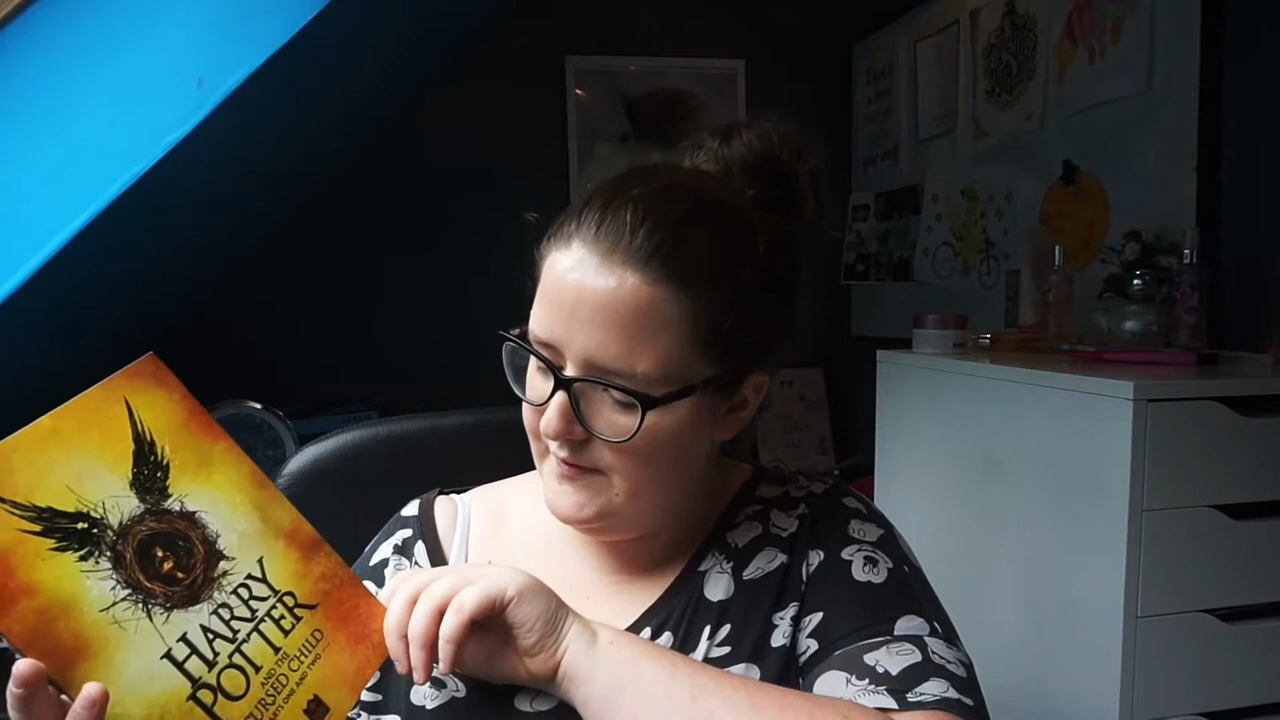 HARRY
POTTER
AND THE
CURSED CHILD
PARTS ONE AND TWO